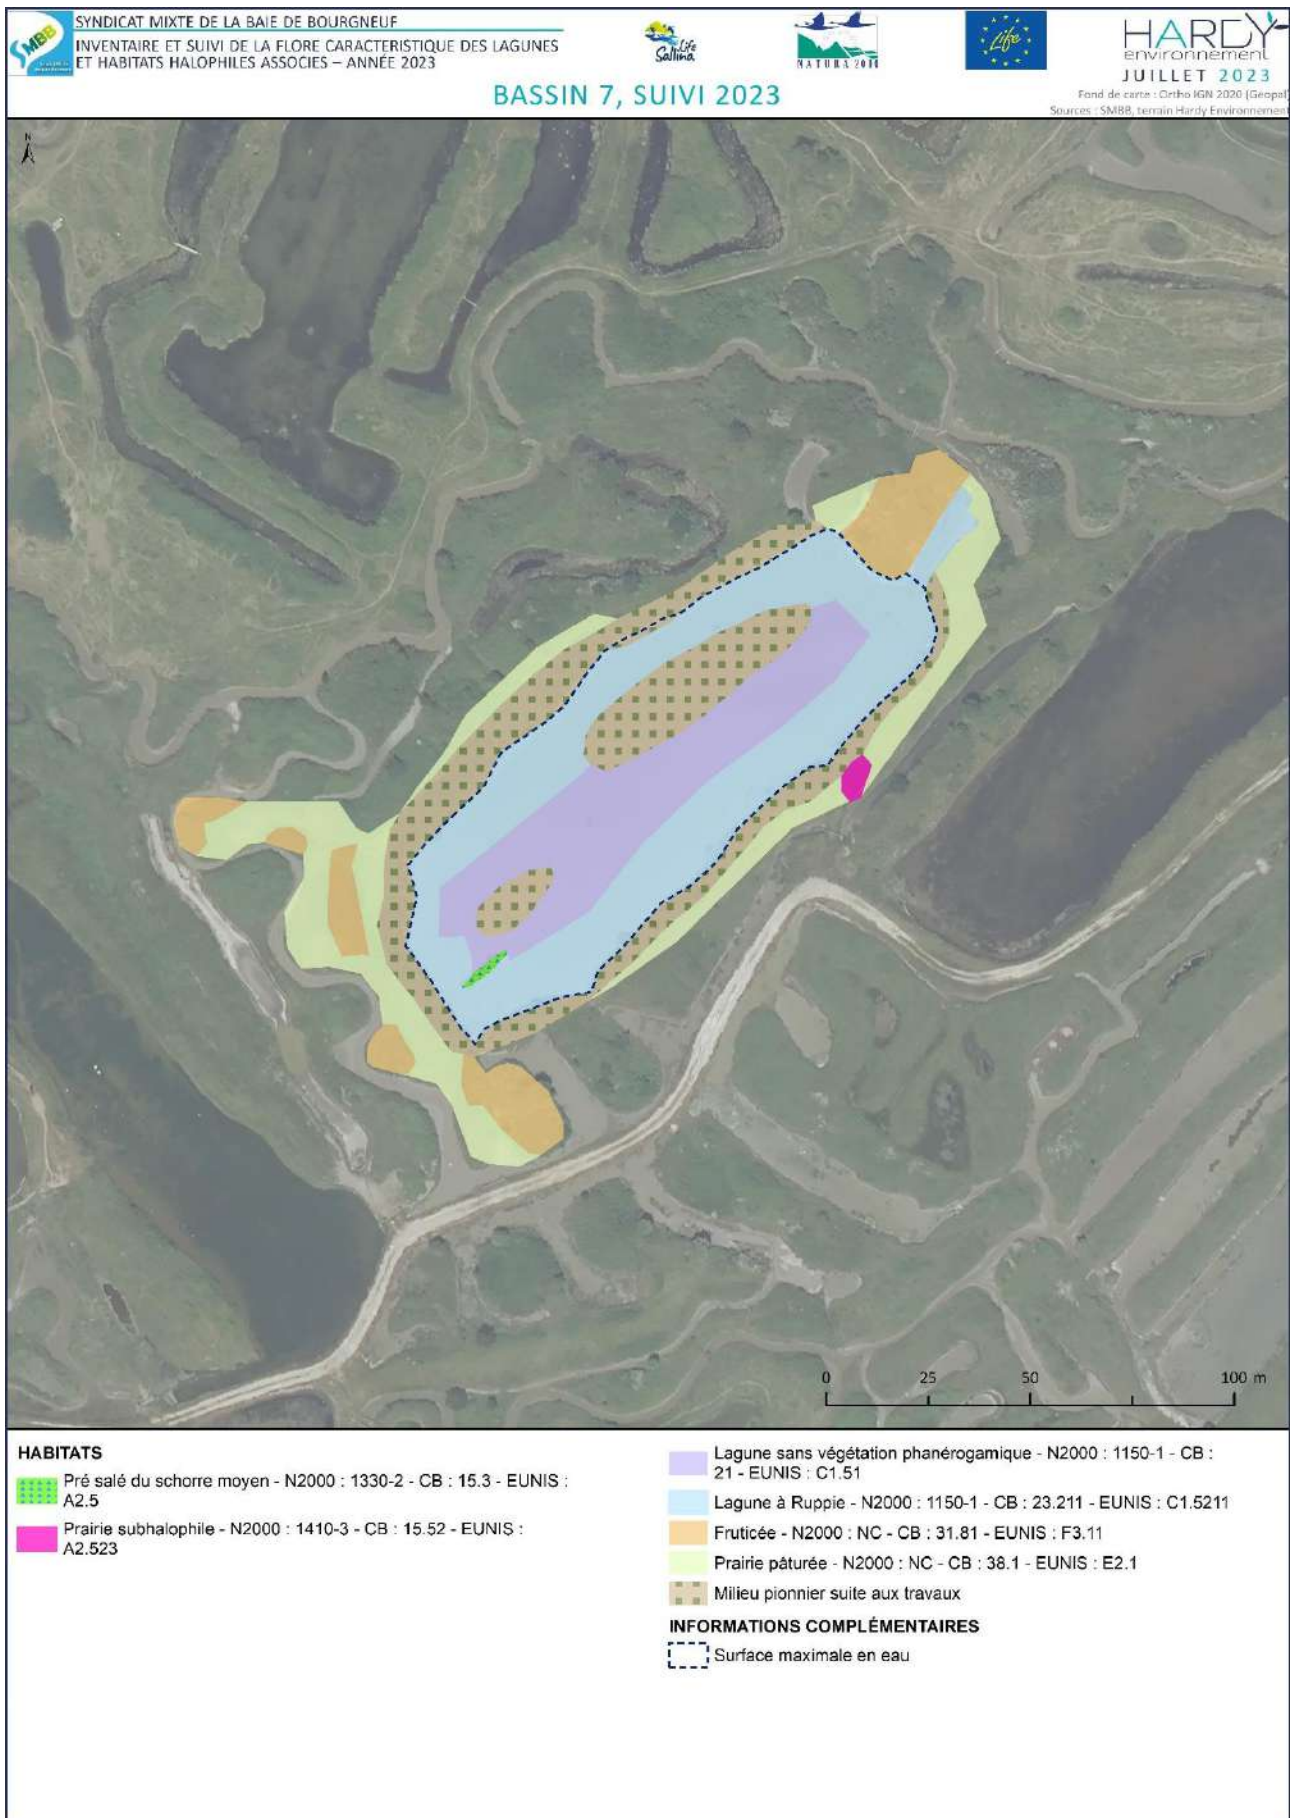 SYNDICAT MIXTE DE LA BAIE DE BOURGNEUF
INVENTAIRE ET SUIVI DE LA FLORE CARACTERISTIQUE DES LAGUNES
ET HABITATS HALOPHILES ASSOCIES – ANNÉE 2023
SMBB
Life
Sallina
NATURA 2000
Life
HARDY
environnement
JUILLET 2023
BASSIN 7, SUIVI 2023
Fond de carte : Ortho IGN 2020 (Geopal)
Sources : SMBB, terrain Hardy Environnement
N
0 25 50 100 m
HABITATS
Pré salé du schorre moyen - N2000 : 1330-2 - CB : 15.3 - EUNIS :
A2.5
Prairie subhalophile - N2000 : 1410-3 - CB : 15.52 - EUNIS :
A2.523
Lagune sans végétation phanérogamique - N2000 : 1150-1 - CB :
21 - EUNIS : C1.51
Lagune à Ruppie - N2000 : 1150-1 - CB : 23.211 - EUNIS : C1.5211
Fruticée - N2000 : NC - CB : 31.81 - EUNIS : F3.11
Prairie pâturée - N2000 : NC - CB : 38.1 - EUNIS : E2.1
Milieu pionnier suite aux travaux
INFORMATIONS COMPLÉMENTAIRES
Surface maximale en eau